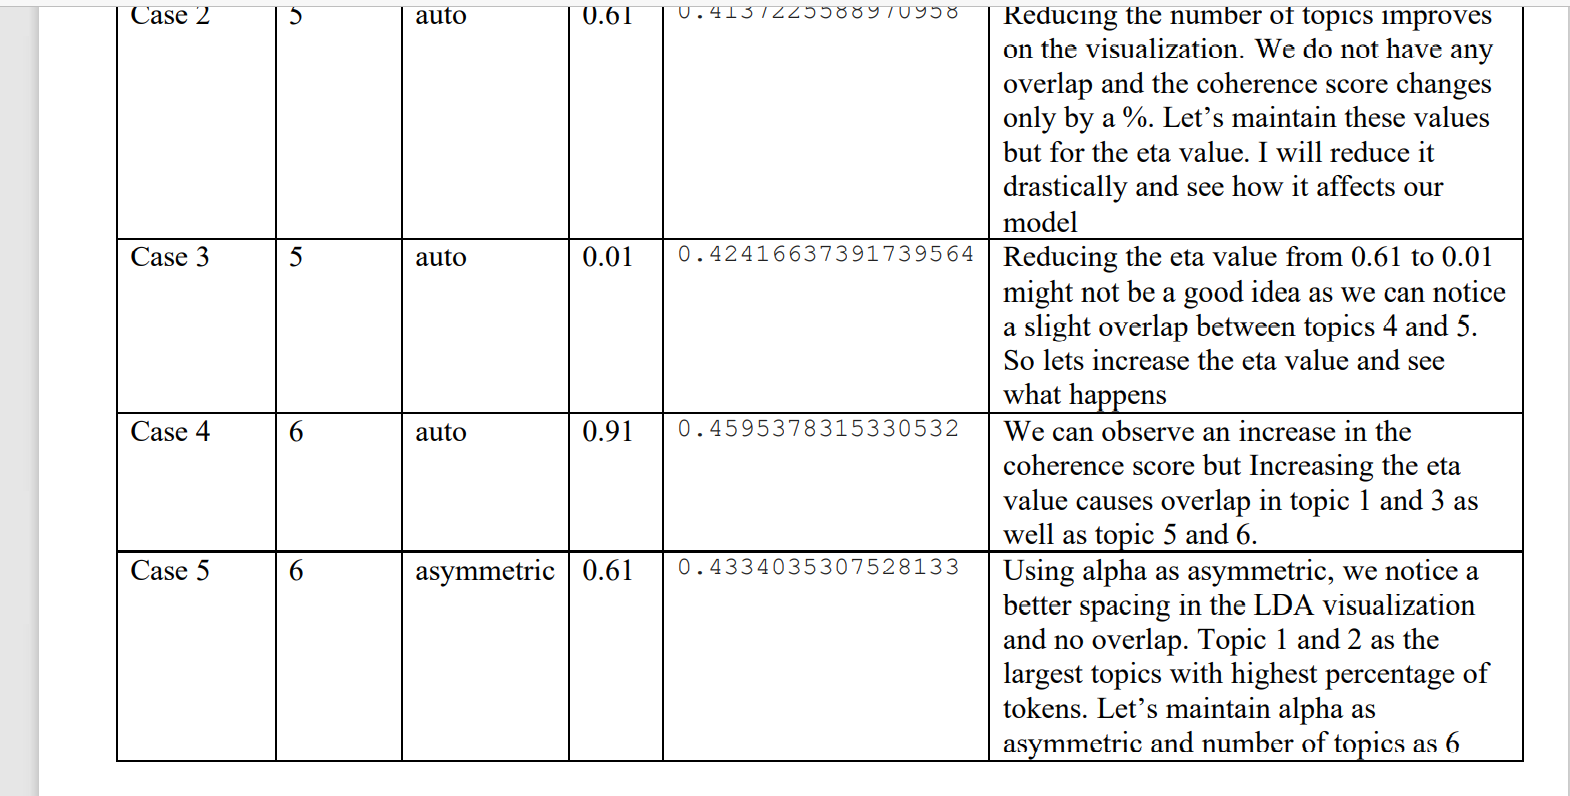 Case 2 5 auto 0.61 0.4137225588970958 Reducing the number of topics improves
on the visualization. We do not have any
overlap and the coherence score changes
only by a %. Let’s maintain these values
but for the eta value. I will reduce it
drastically and see how it affects our
model
Case 3 5 auto 0.01 0.42416637391739564 Reducing the eta value from 0.61 to 0.01
might not be a good idea as we can notice
a slight overlap between topics 4 and 5.
So lets increase the eta value and see
what happens
Case 4 6 auto 0.91 0.4595378315330532 We can observe an increase in the
coherence score but Increasing the eta
value causes overlap in topic 1 and 3 as
well as topic 5 and 6.
Case 5 6 asymmetric 0.61 0.4334035307528133 Using alpha as asymmetric, we notice a
better spacing in the LDA visualization
and no overlap. Topic 1 and 2 as the
largest topics with highest percentage of
tokens. Let’s maintain alpha as
asymmetric and number of topics as 6